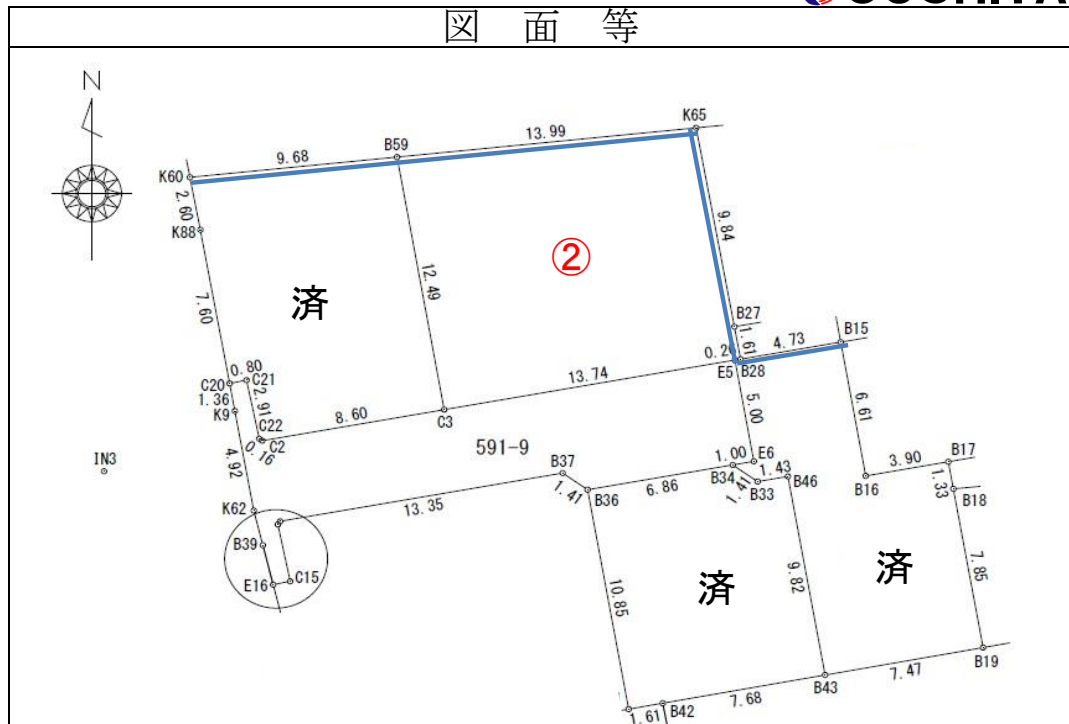 図 面 等
N
K65
13.99
B59
9.68
K60
2.60
K88
9.84
②
12.49
済
7.60
B27
1.61
4.73
B15
0.80
C21
C20
0.26
E5
B28
13.74
1.36
K9
2.91
C22
C2
0.16
8.60
C3
5.00
6.61
4.92
591-9
IN3
B37
1.41
B36
6.86
1.00
B34
E6
1.43
1.41
B33
B46
3.90
B17
B16
1.33
B18
K62
13.35
B39
E16
C15
10.85
済
9.82
済
7.85
B19
7.47
B43
7.68
B42
1.61